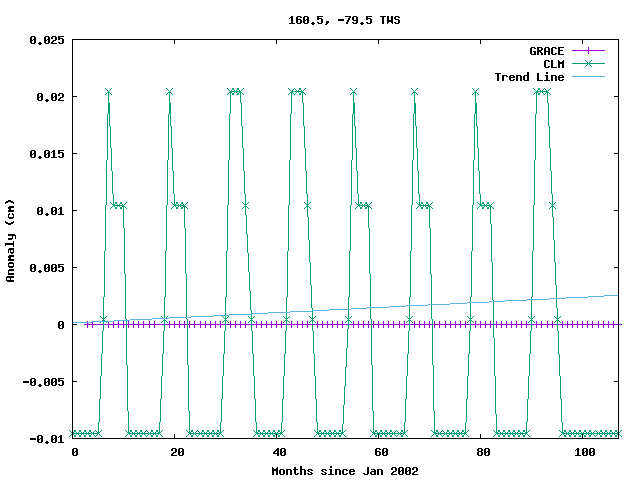 160.5, -79.5 TWS
GRACE
CLM
Trend Line
0.025
0.02
0.015
0.01
0.005
0
-0.005
-0.01
Anomaly (cm)
0 20 40 60 80 100
Months since Jan 2002